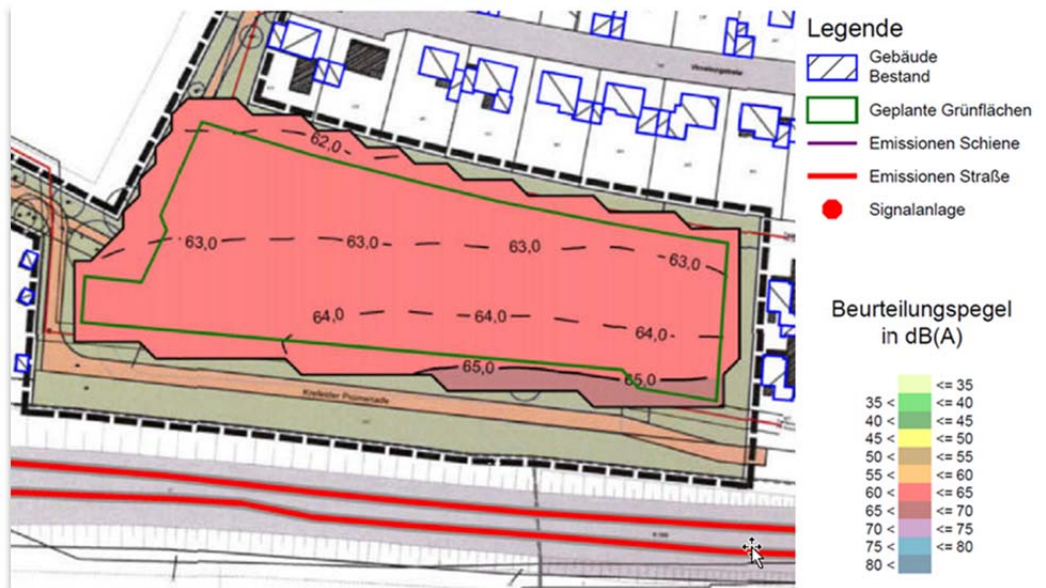 Legende
Gebäude
Bestand
Geplante Grünflächen
Emissionen Schiene
Emissionen Straße
Signalanlage
62,0
63,0 63,0 63,0 63,0
64,0 64,0 64,0
65,0 65,0
Krefelder Promenade
Beurteilungspegel
in dB(A)
<= 35
35 < <= 40
40 < <= 45
45 < <= 50
50 < <= 55
55 < <= 60
60 < <= 65
65 < <= 70
70 < <= 75
75 < <= 80
80 <